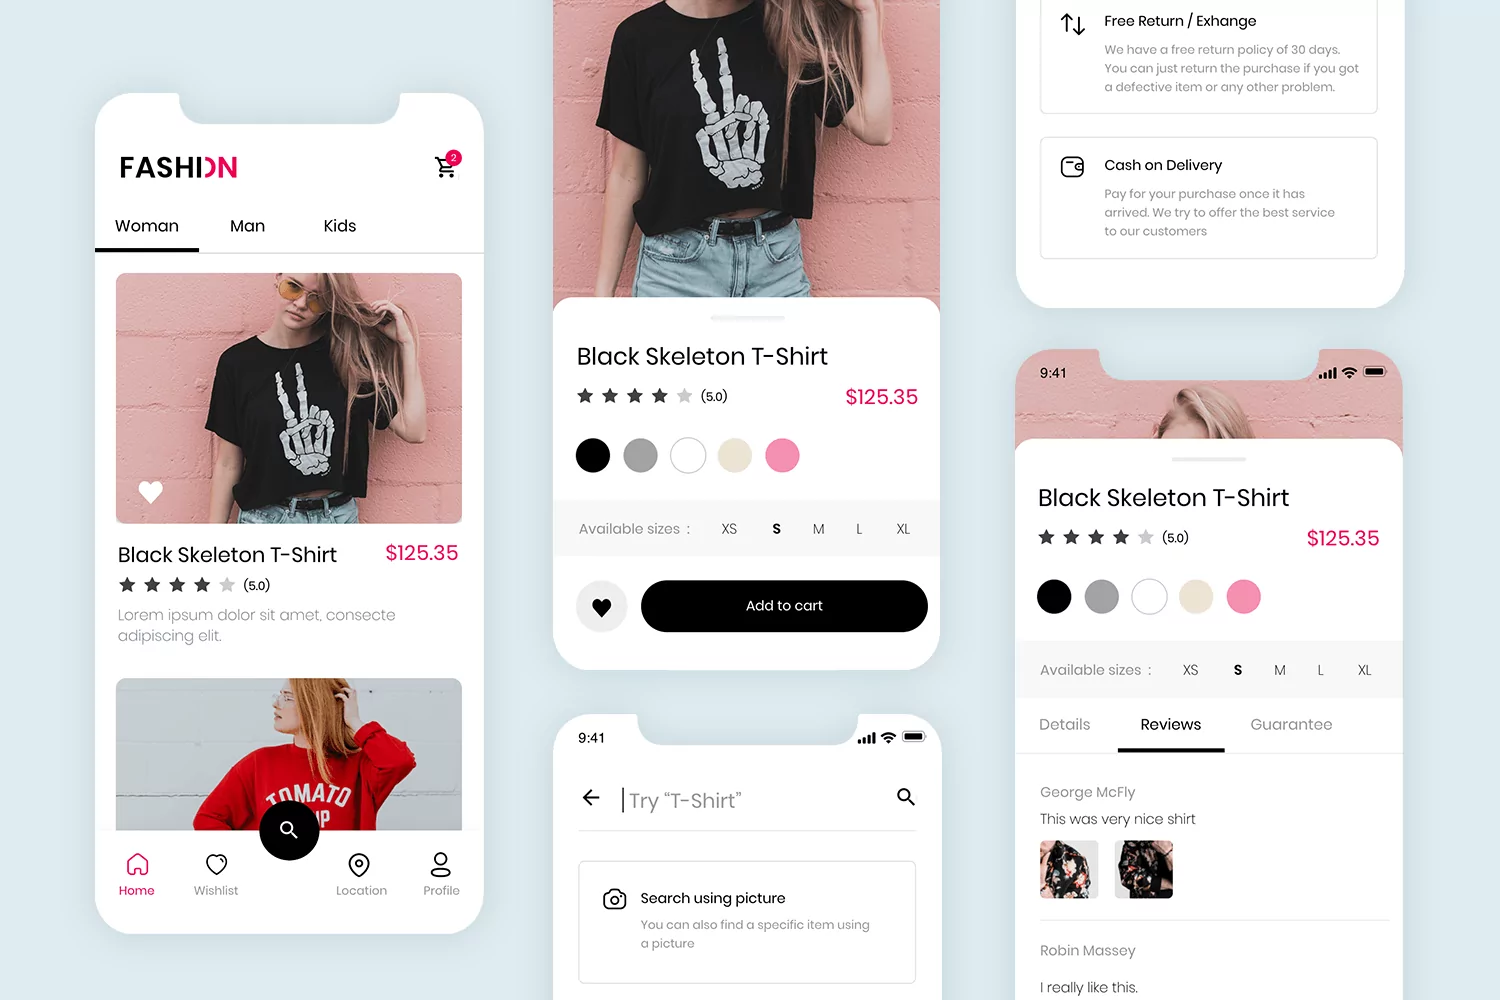 FASHION
2
Woman
Man
Kids
Black Skeleton T-Shirt
$125.35
(5.0)
Lorem ipsum dolor sit amet, consecte
adipiscing elit.
TOMATO
UP
Home
Wishlist
Location
Profile
Black Skeleton T-Shirt
(5.0)
$125.35
Available sizes :
XS
S
M
L
XL
Add to cart
9:41
Try “T-Shirt”
Search using picture
You can also find a specific item using
a picture
Free Return / Exhange
We have a free return policy of 30 days.
You can just return the purchase if you got
a defective item or any other problem.
Cash on Delivery
Pay for your purchase once it has
arrived. We try to offer the best service
to our customers
9:41
Black Skeleton T-Shirt
(5.0)
$125.35
Available sizes :
XS
S
M
L
XL
Details
Reviews
Guarantee
George McFly
This was very nice shirt
Robin Massey
I really like this.